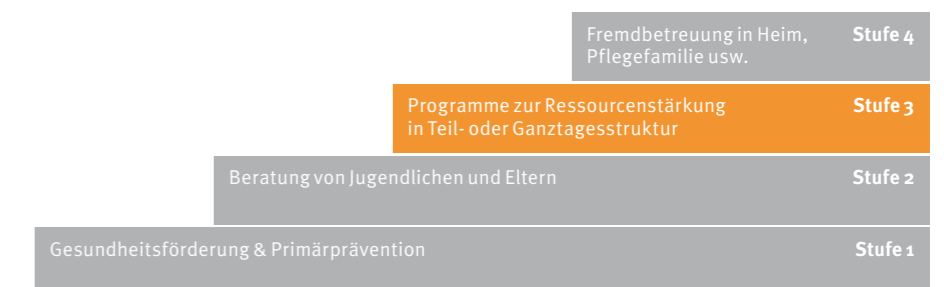 Fremdbetreuung in Heim, Stufe 4
Pflegefamilie usw.
Programme zur Ressourcenstärkung Stufe 3
in Teil- oder Ganztagesstruktur
Beratung von Jugendlichen und Eltern Stufe 2
Gesundheitsförderung & Primärprävention Stufe 1